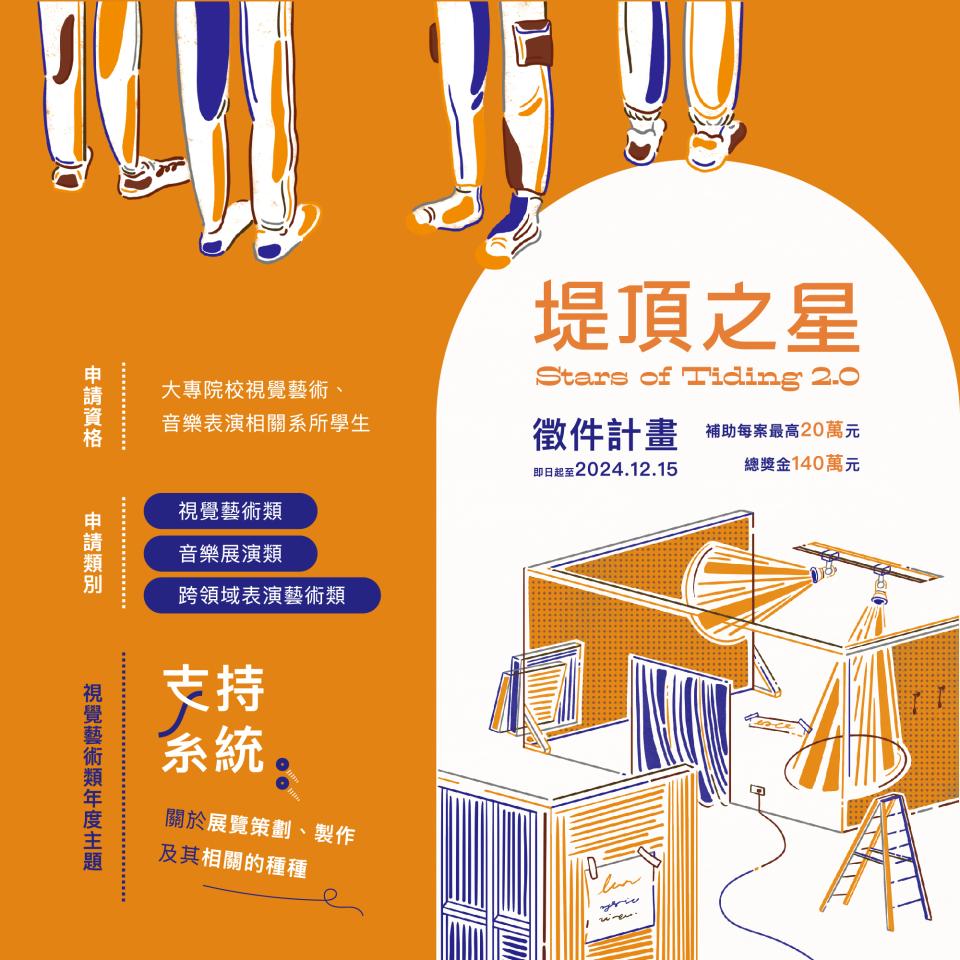 堤頂之星
Stars of Tiding 2.0
徵件計畫
即日起至2024.12.15
補助每案最高20萬元
總獎金140萬元
申請資格
大專院校視覺藝術、
音樂表演相關系所學生
申請類別
視覺藝術類
音樂展演類
跨領域表演藝術類
視覺藝術類年度主題
支持
系統
關於展覽策劃、製作
及其相關的種種